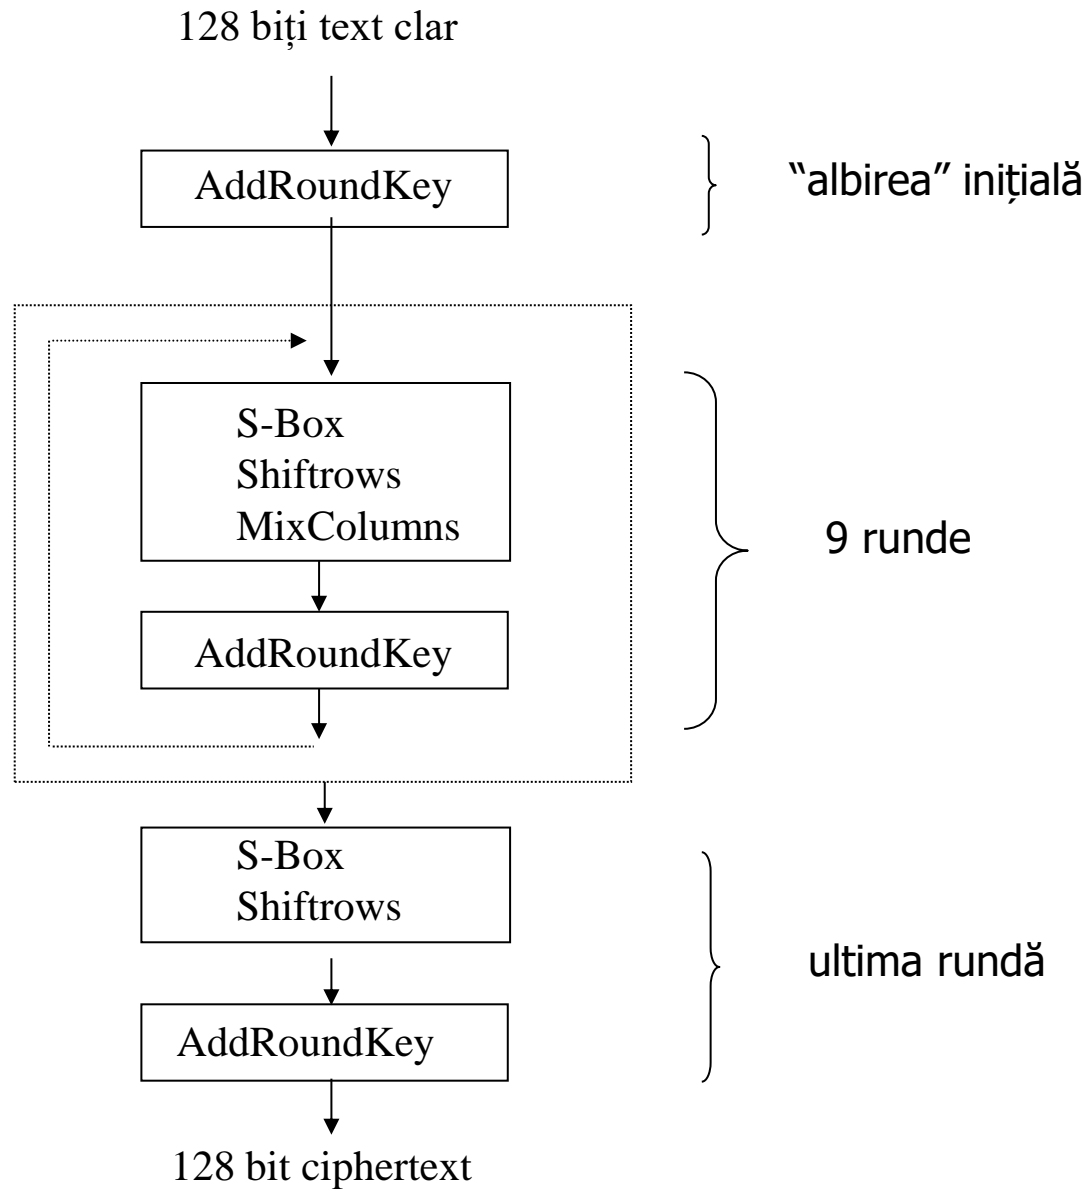 128 biți text clar
AddRoundKey
“albirea” inițială
S-Box
Shiftrows
MixColumns
9 runde
AddRoundKey
S-Box
Shiftrows
ultima rundă
AddRoundKey
128 bit ciphertext